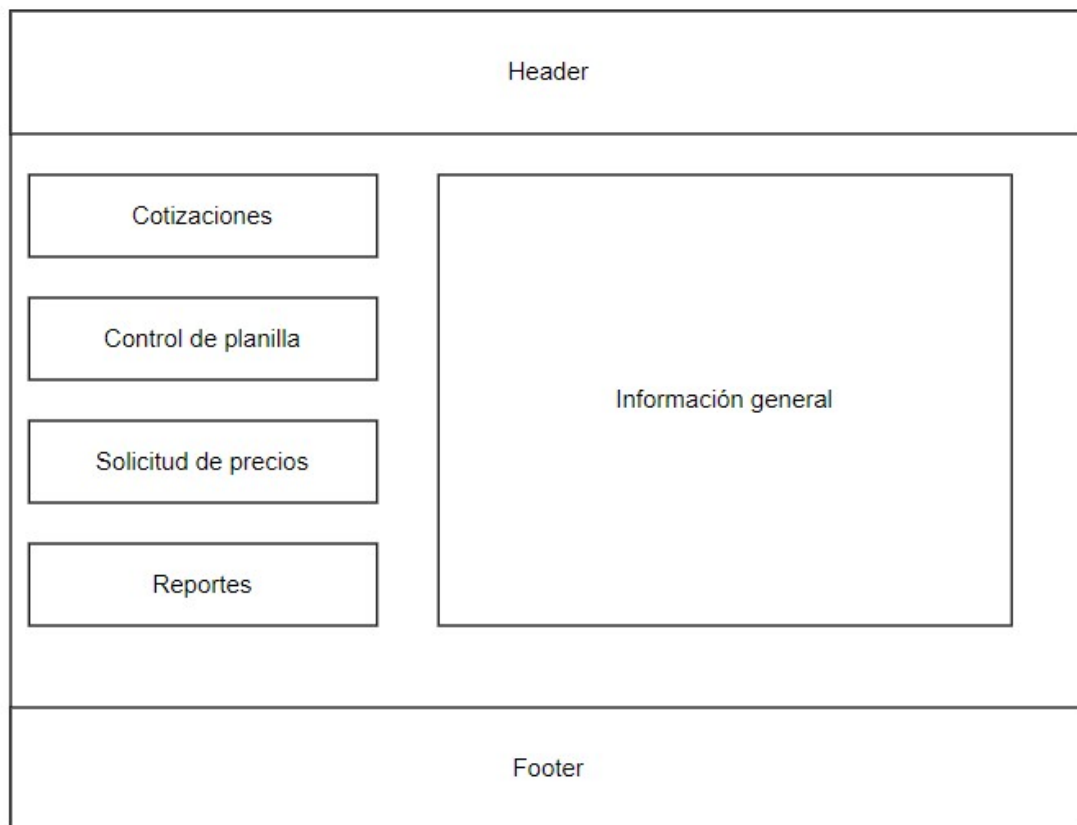 Header
Cotizaciones
Control de planilla
Solicitud de precios
Reportes
Información general
Footer